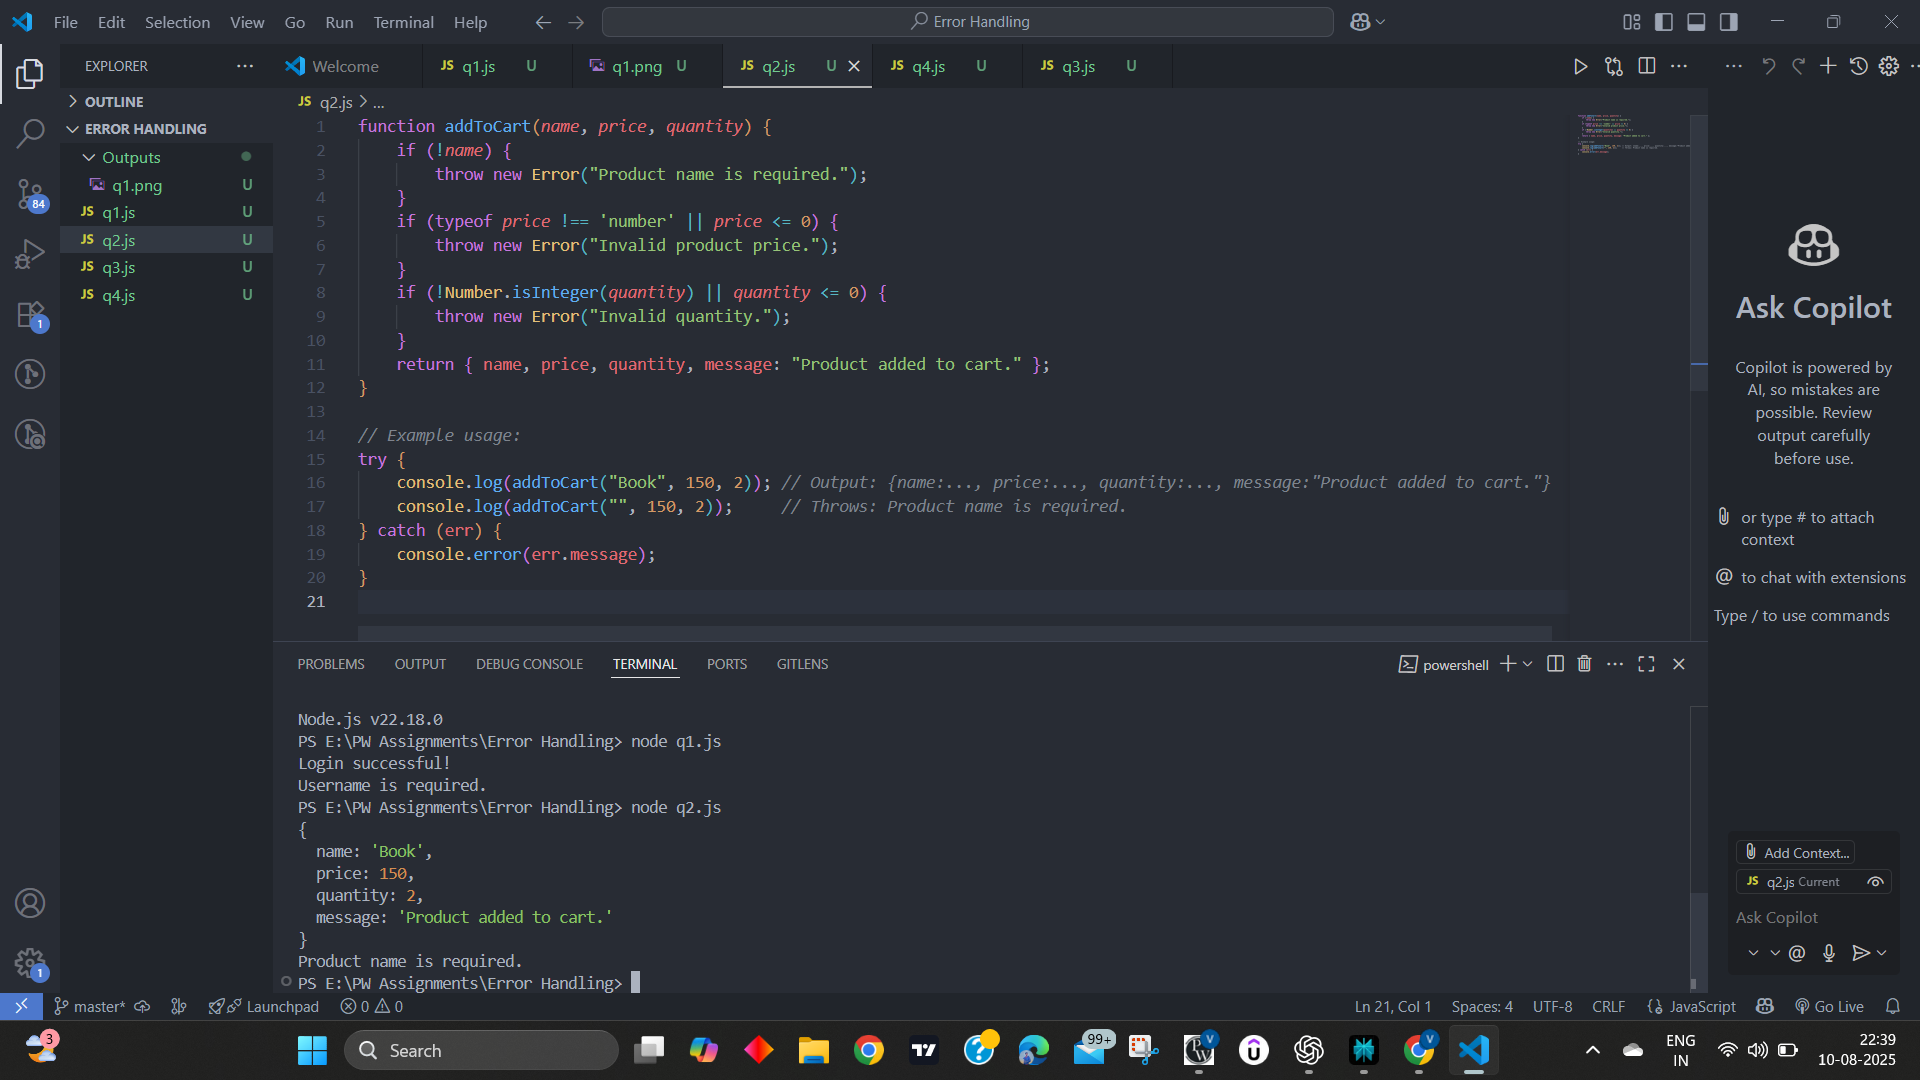 File Edit Selection View Go Run Terminal Help
Error Handling
EXPLORER
OUTLINE
ERROR HANDLING
Outputs
q1.png U
JS q1.js U
JS q2.js U
JS q3.js U
JS q4.js U
84
1
1
Welcome
JS q1.js U
q1.png U
JS q2.js U
JS q4.js U
JS q3.js U
JS q2.js > ...
1 function addToCart(name, price, quantity) {
2 if (!name) {
3 throw new Error("Product name is required.");
4 }
5 if (typeof price !== 'number' || price <= 0) {
6 throw new Error("Invalid product price.");
7 }
8 if (!Number.isInteger(quantity) || quantity <= 0) {
9 throw new Error("Invalid quantity.");
10 }
11 return { name, price, quantity, message: "Product added to cart." };
12 }
13
14 // Example usage:
15 try {
16 console.log(addToCart("Book", 150, 2)); // Output: {name:..., price:..., quantity:..., message:"Product added to cart."}
17 console.log(addToCart("", 150, 2)); // Throws: Product name is required.
18 } catch (err) {
19 console.error(err.message);
20 }
21
PROBLEMS OUTPUT DEBUG CONSOLE TERMINAL PORTS GITLENS
powershell
Node.js v22.18.0
PS E:\PW Assignments\Error Handling> node q1.js
Login successful!
Username is required.
PS E:\PW Assignments\Error Handling> node q2.js
{
name: 'Book',
price: 150,
quantity: 2,
message: 'Product added to cart.'
}
Product name is required.
PS E:\PW Assignments\Error Handling>
Ask Copilot
Copilot is powered by
AI, so mistakes are
possible. Review
output carefully
before use.
or type # to attach
context
@ to chat with extensions
Type / to use commands
Add Context...
JS q2.js Current
Ask Copilot
@
master*
Launchpad
0 0
Ln 21, Col 1
Spaces: 4
UTF-8
CRLF
{} JavaScript
Go Live
3
Search
99+
V
V
ENG
IN
22:39
10-08-2025